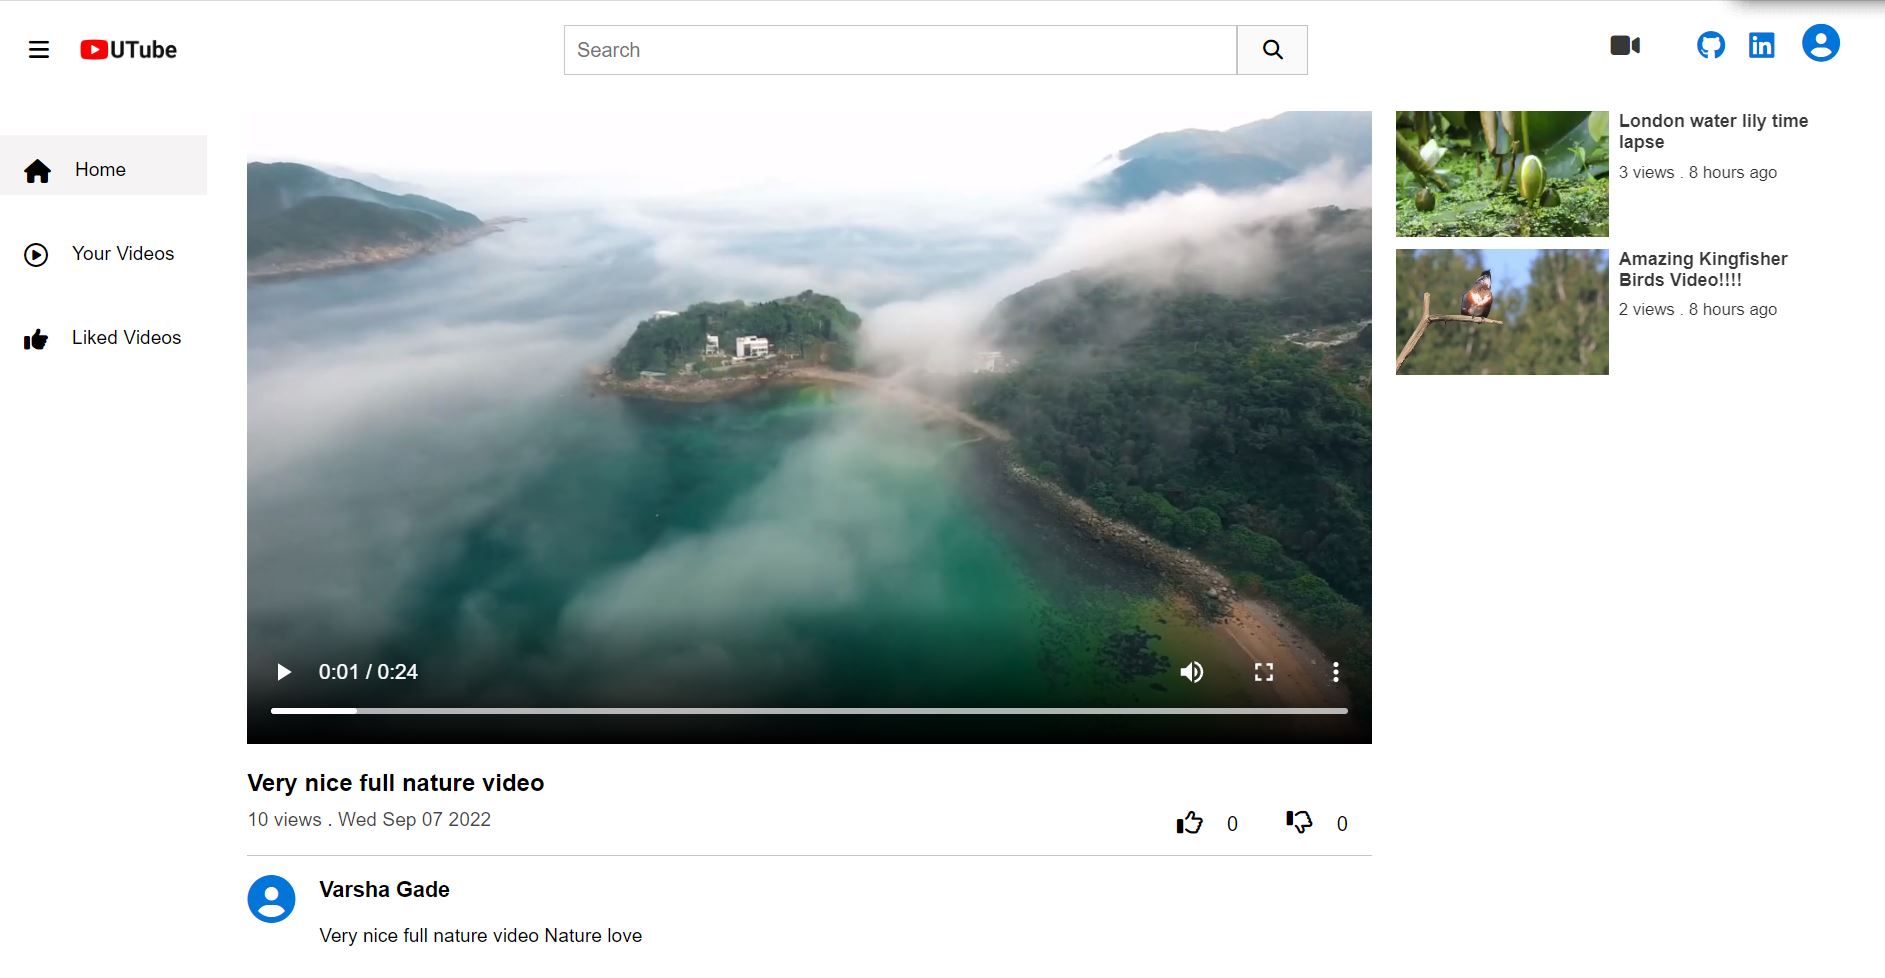 UTube
Search
Home
Your Videos
Liked Videos
0:01 / 0:24
Very nice full nature video
10 views . Wed Sep 07 2022
0
0
Varsha Gade
Very nice full nature video Nature love
London water lily time
lapse
3 views . 8 hours ago
Amazing Kingfisher
Birds Video!!!!
2 views . 8 hours ago